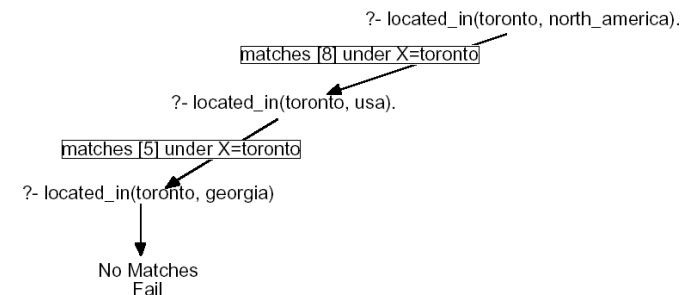 ?- located_in(toronto, north_america).
matches [8] under X=toronto
?- located_in(toronto, usa).
matches [5] under X=toronto
?- located_in(toronto, georgia)
No Matches
Fail